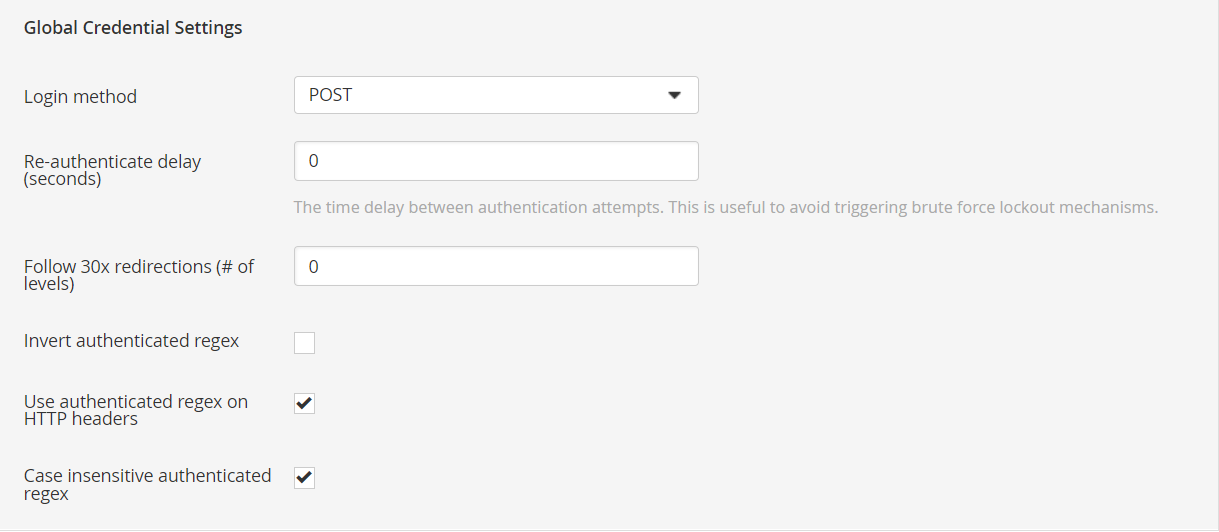 Global Credential Settings
Login method
POST
Re-authenticate delay
(seconds)
0
The time delay between authentication attempts. This is useful to avoid triggering brute force lockout mechanisms.
Follow 30x redirections (# of
levels)
0
Invert authenticated regex
Use authenticated regex on
HTTP headers
Case insensitive authenticated
regex